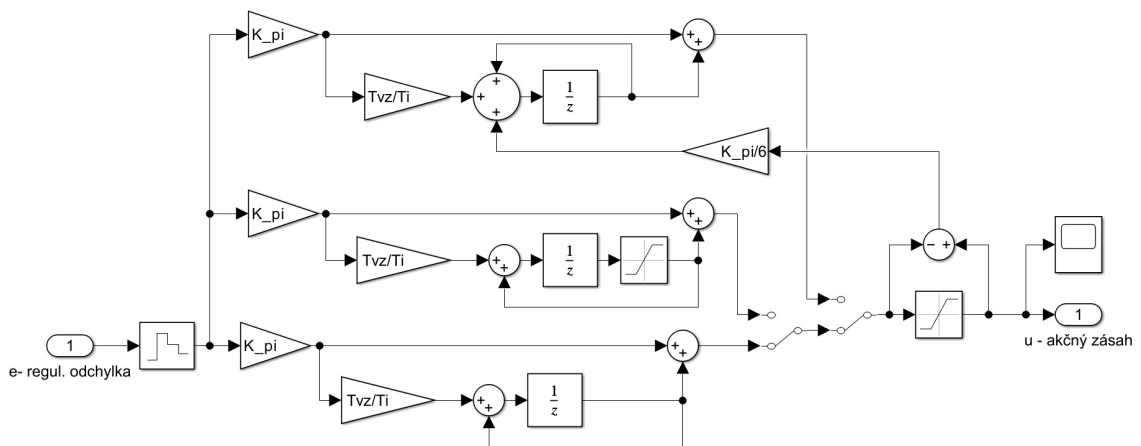 K_pi
+
+
Tvz/Ti
+
+
+
1
z
K_pi/6
K_pi
+
+
Tvz/Ti
+
+
1
z
- +
1
e- regul. odchylka
K_pi
+
+
1
u - akčný zásah
Tvz/Ti
+
+
1
z